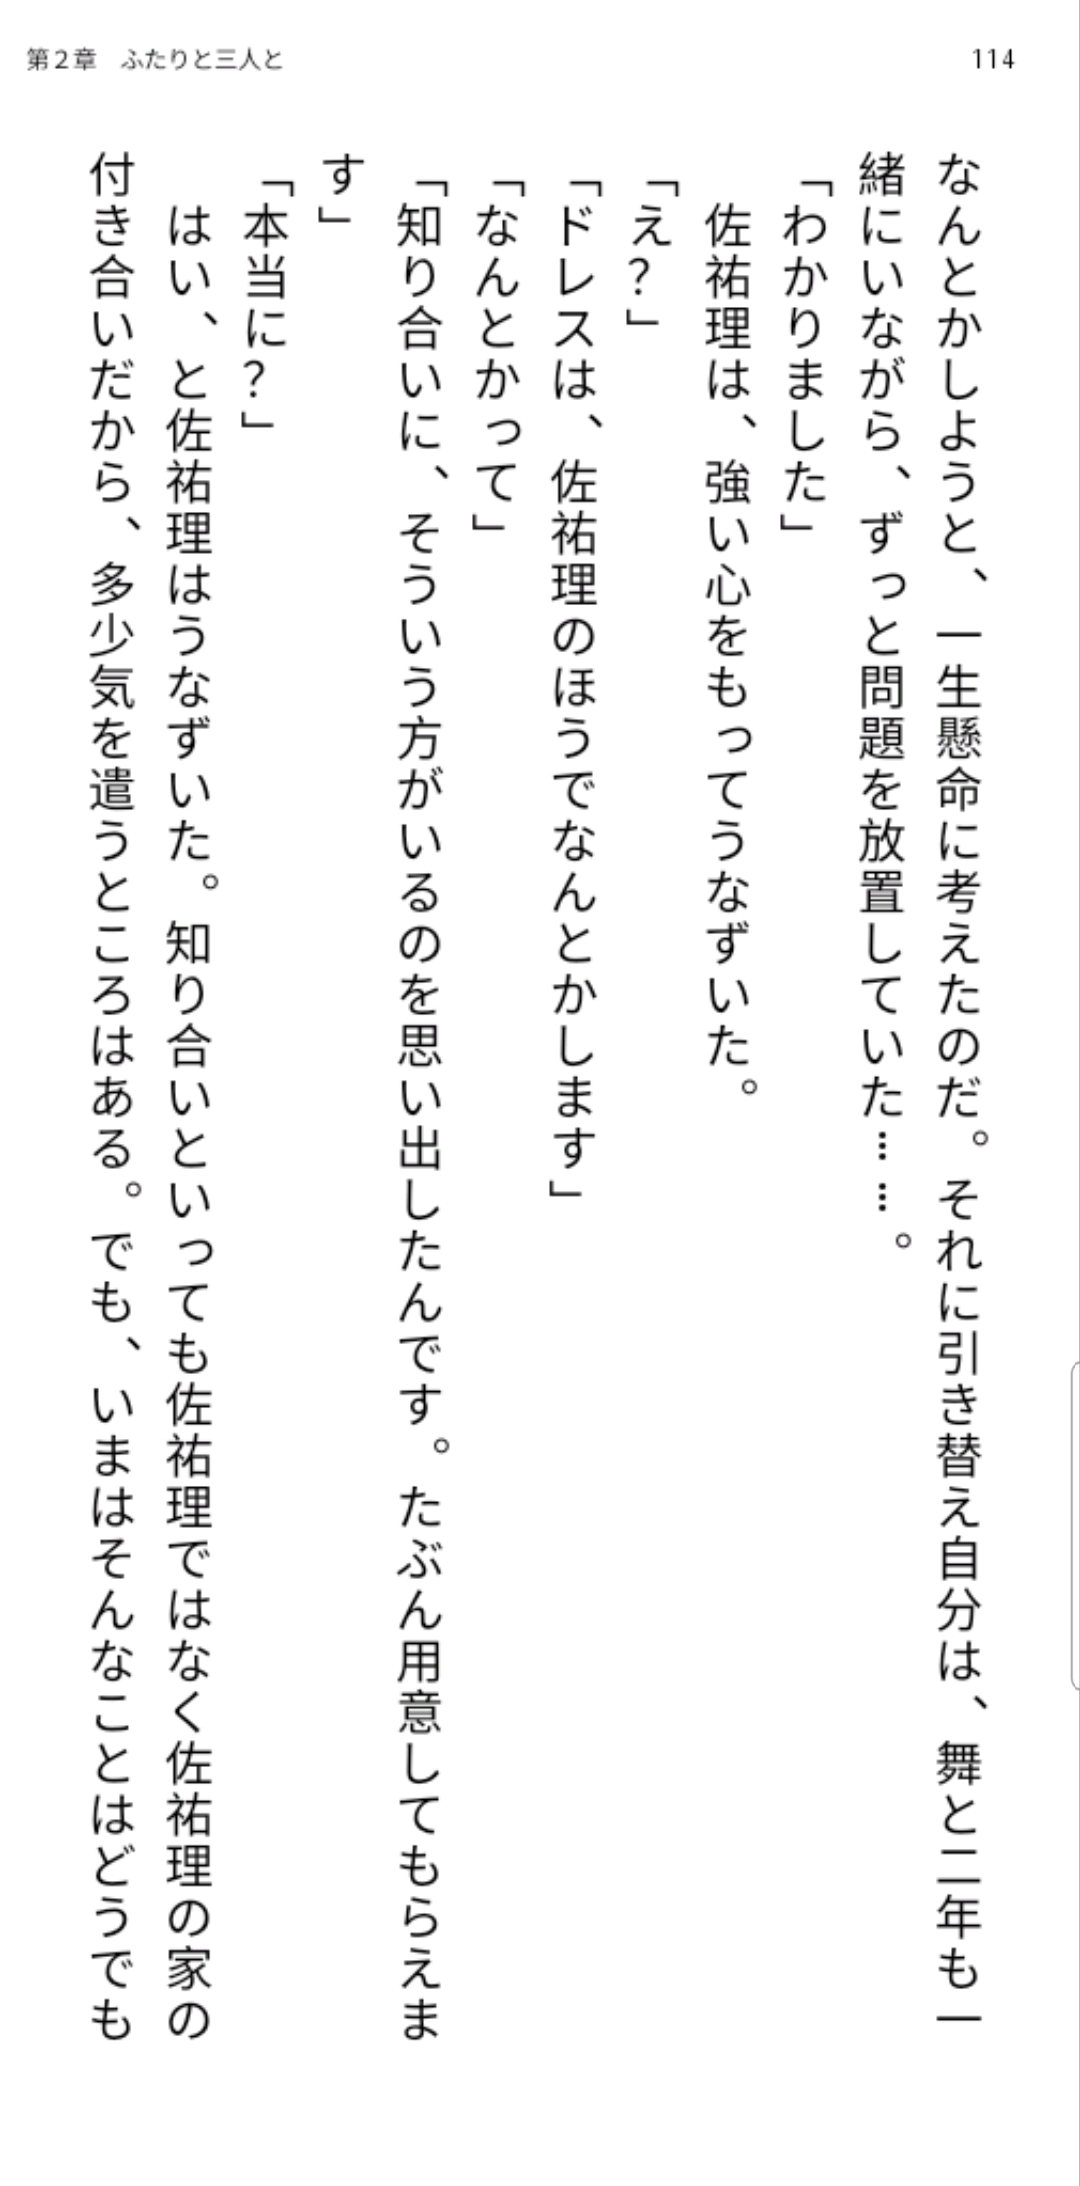 第2章　ふたりと三人と
114
なんとかしようと、一生懸命に考えたのだ。それに引き替え自分は、舞と二年も一
緒にいながら、ずっと問題を放置していた……。
「わかりました」
　佐祐理は、強い心をもってうなずいた。
「え？」
「ドレスは、佐祐理のほうでなんとかします」
「なんとかって」
「知り合いに、そういう方がいるのを思い出したんです。たぶん用意してもらえま
す」
「本当に？」
　はい、と佐祐理はうなずいた。知り合いといっても佐祐理ではなく佐祐理の家の
付き合いだから、多少気を遣うところはある。でも、いまはそんなことはどうでも